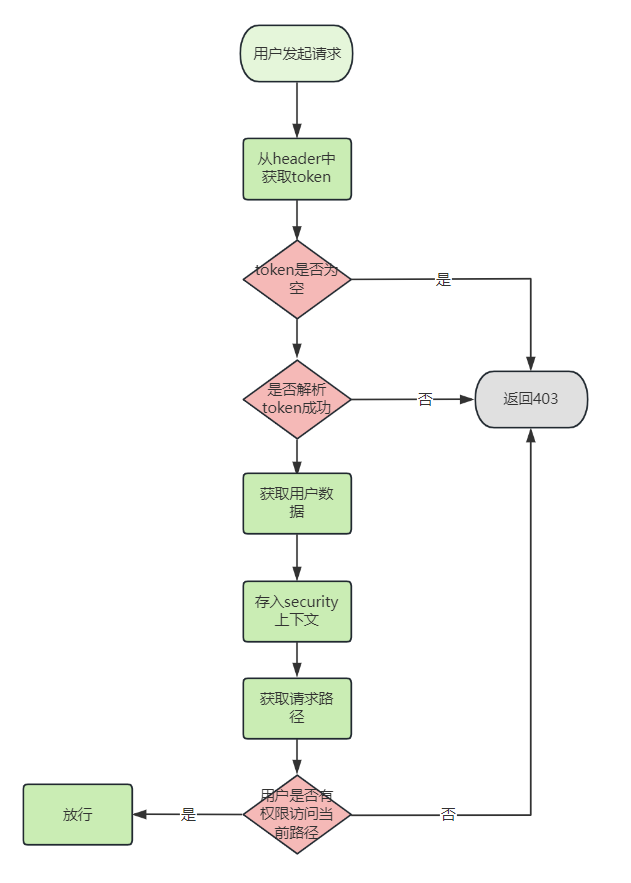 用户发起请求
从header中
获取token
token是否为
空
是
是否解析
token成功
否
返回403
获取用户数
据
存入security
上下文
获取请求路
径
用户是否有
权限访问当
前路径
放行
是
否